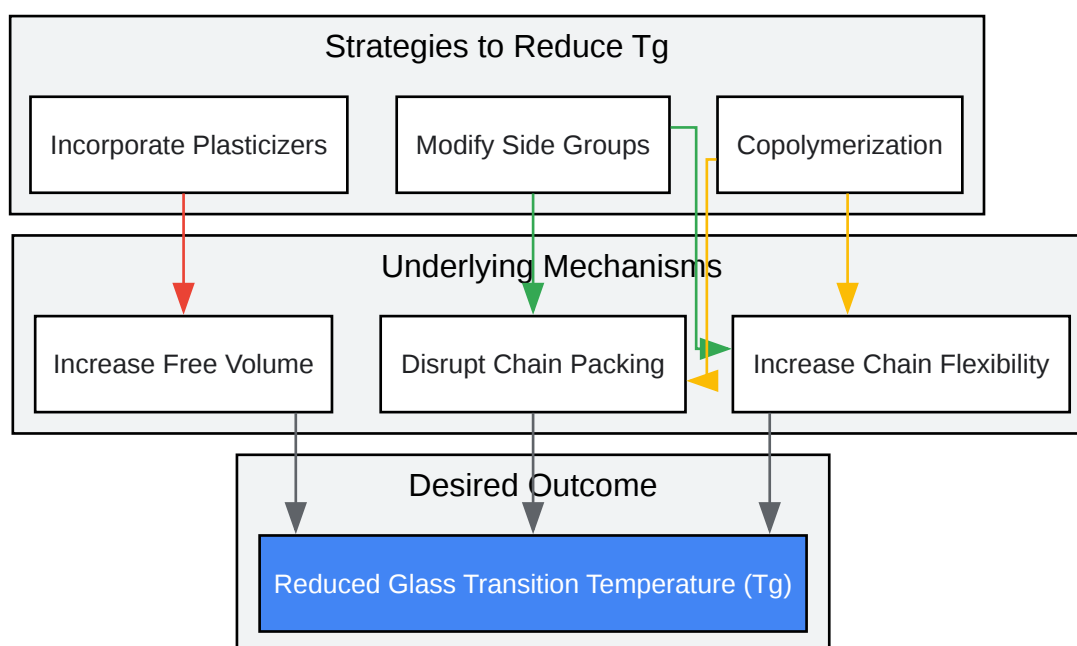 Strategies to Reduce Tg
Incorporate Plasticizers
Modify Side Groups
Copolymerization
Underlying Mechanisms
Increase Free Volume
Disrupt Chain Packing
Increase Chain Flexibility
Desired Outcome
Reduced Glass Transition Temperature (Tg)